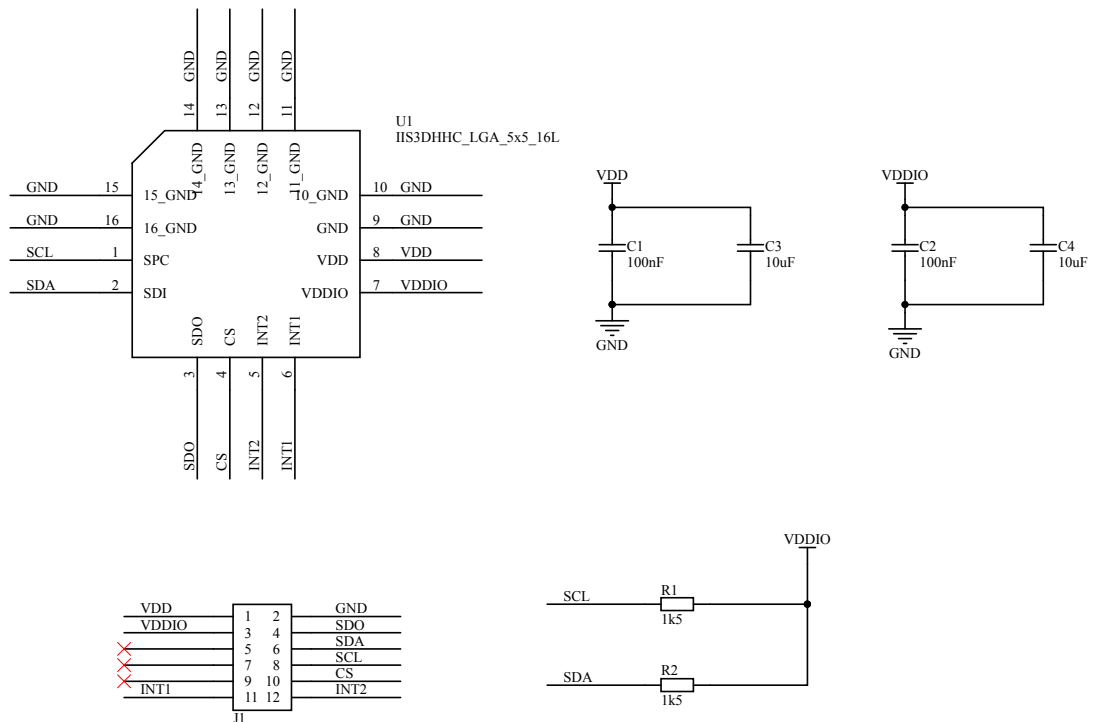 14 GND
13 GND
12 GND
11 GND
U1
IIS3DHHC_LGA_5x5_16L
14_GND
13_GND
12_GND
11_GND
GND 15 15_GND
10_GND 10 GND
GND 16 16_GND
GND 9 GND
SCL 1 SPC
VDD 8 VDD
SDA 2 SDI
VDDIO 7 VDDIO
SDO
CS
INT2
INT1
3
4
5
6
SDO
CS
INT2
INT1
VDD
C1
100nF
C3
10uF
GND
VDDIO
C2
100nF
C4
10uF
GND
VDD 1 2 GND
VDDIO 3 4 SDO
5 6 SDA
7 8 SCL
9 10 CS
INT1 11 12 INT2
J1
VDDIO
SCL R1
1k5
SDA R2
1k5